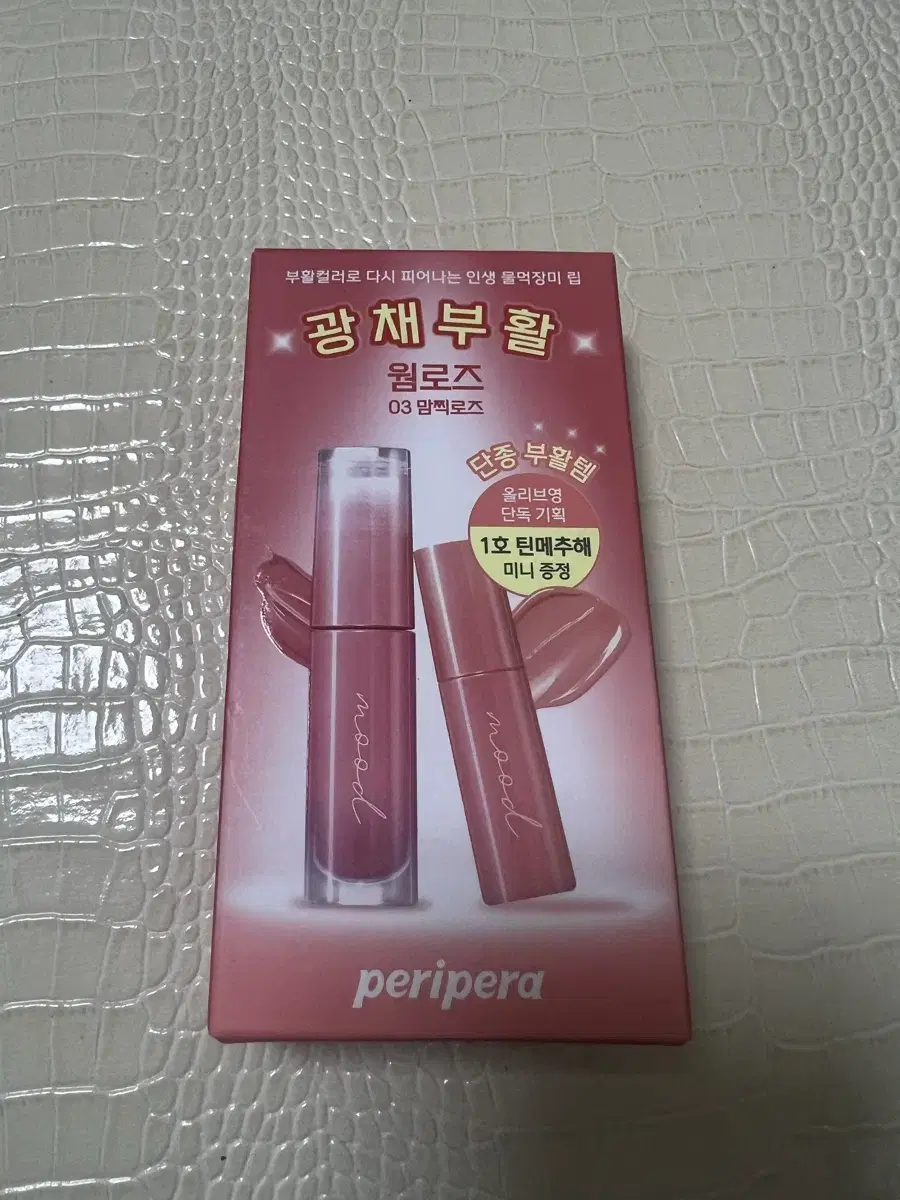 부활컬러로 다시 피어나는 인생 물먹장미 립
광채부활
웜로즈
03 맘찍로즈
단종 부활템
올리브영
단독 기획
1호 틴메추해
미니 증정
mood
mood
peripera